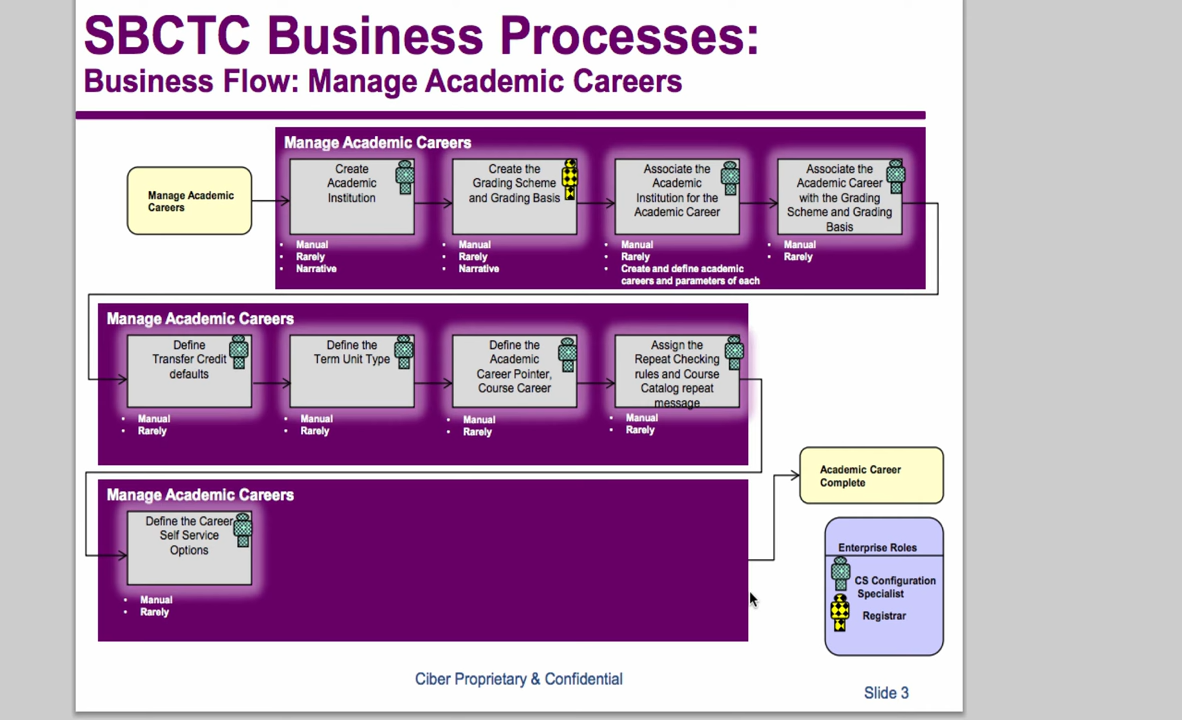 SBCTC Business Processes:
Business Flow: Manage Academic Careers
Manage Academic Careers
Manage Academic
Careers
Create
Academic
Institution
Manual
Rarely
Narrative
Create the
Grading Scheme
and Grading Basis
Manual
Rarely
Narrative
Associate the
Academic
Institution for the
Academic Career
Manual
Rarely
Create and define academic
careers and parameters of each
Associate the
Academic Career
with the Grading
Scheme and Grading
Basis
Manual
Rarely
Manage Academic Careers
Define
Transfer Credit
defaults
Manual
Rarely
Define the
Term Unit Type
Manual
Rarely
Define the
Academic
Career Pointer,
Course Career
Manual
Rarely
Assign the
Repeat Checking
rules and Course
Catalog repeat
message
Manual
Rarely
Manage Academic Careers
Define the Career
Self Service
Options
Manual
Rarely
Academic Career
Complete
Enterprise Roles
CS Configuration
Specialist
Registrar
Ciber Proprietary & Confidential
Slide 3